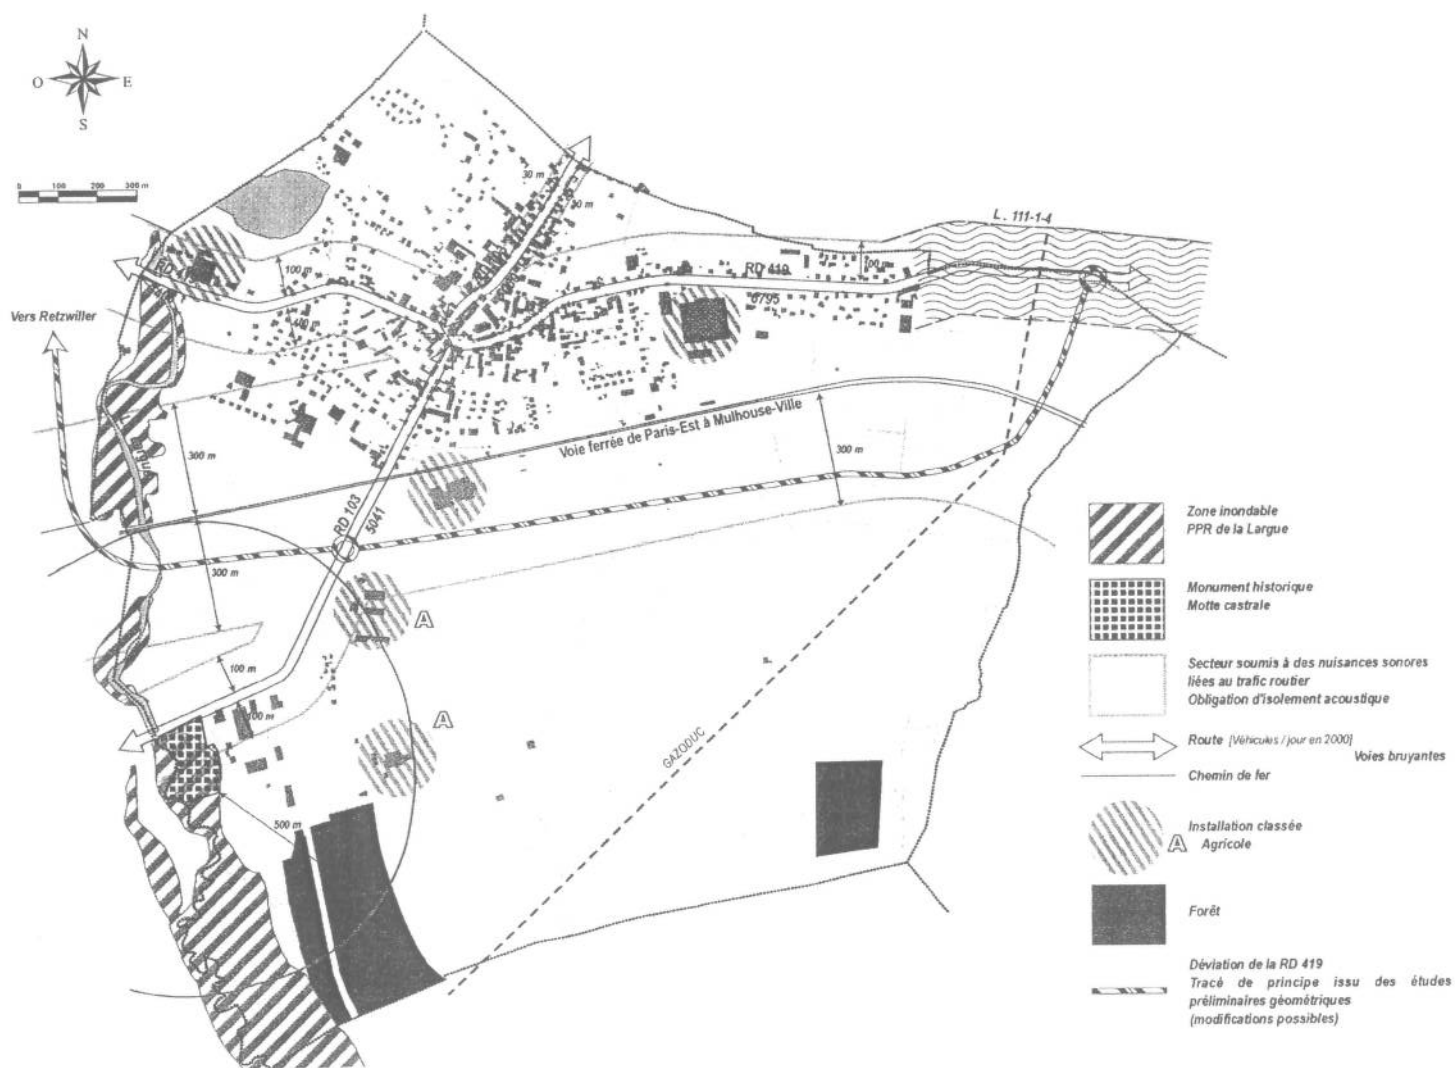 N
O E
S
0 100 200 300 m
30 m
L. 111-1-4
RD 419
100 m
6795
Vers Retzwiller
Largue
Voie ferrée de Paris-Est à Mulhouse-Ville
300 m
300 m
RD 103
5041
300 m
A
100 m
100 m
A
GAZODUC
500 m
Zone inondable
PPR de la Largue
Monument historique
Motte castrale
Secteur soumis à des nuisances sonores
liées au trafic routier
Obligation d'isolement acoustique
Route [Véhicules / jour en 2000]
Voies bruyantes
Chemin de fer
Installation classée
A Agricole
Forêt
Déviation de la RD 419
Tracé de principe issu des études
préliminaires géométriques
(modifications possibles)